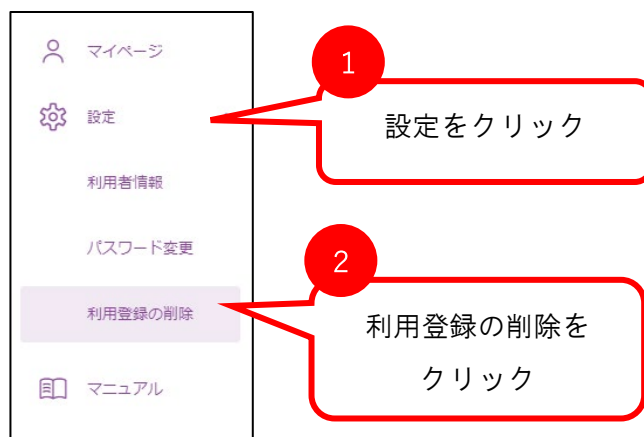 マイページ
設定
利用者情報
パスワード変更
利用登録の削除
マニュアル
1
設定をクリック
2
利用登録の削除を
クリック